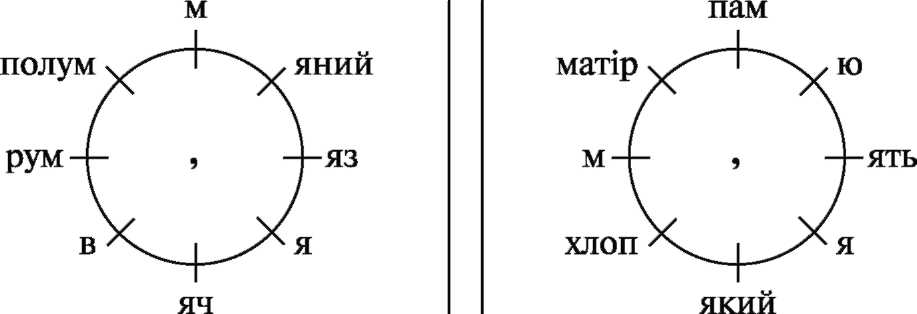 м
полум яний
рум , яз
в я
яч
пам
матір ю
м , ять
хлоп я
який